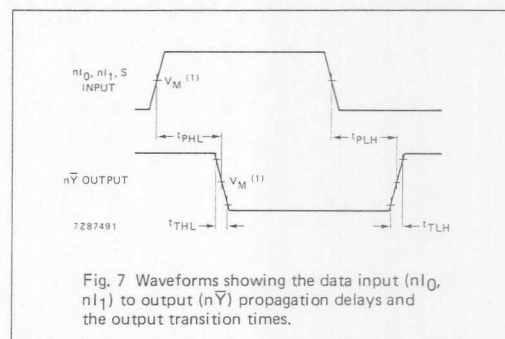 nI0, nI1, S
INPUT
VM (1)
tPHL
tPLH
nY̅ OUTPUT
VM (1)
7Z87491
tTHL
tTLH
Fig. 7 Waveforms showing the data input (nI0,
nI1) to output (nY̅) propagation delays and
the output transition times.